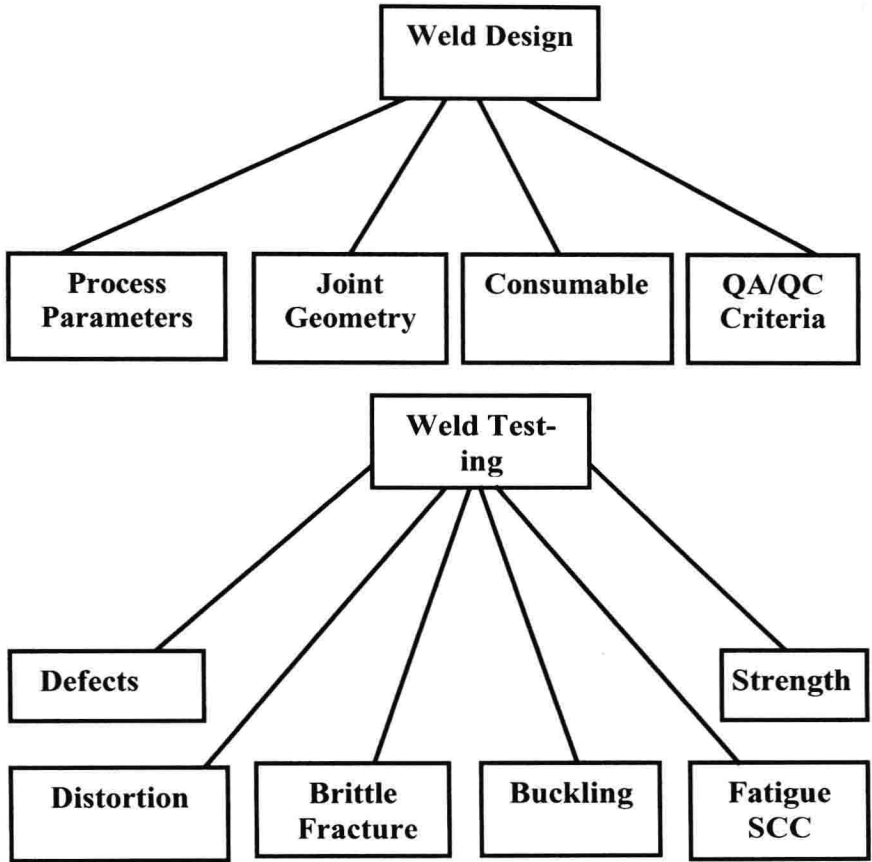 Weld Design
Process
Parameters
Joint
Geometry
Consumable
QA/QC
Criteria
Weld Test-
ing
Defects
Strength
Distortion
Brittle
Fracture
Buckling
Fatigue
SCC